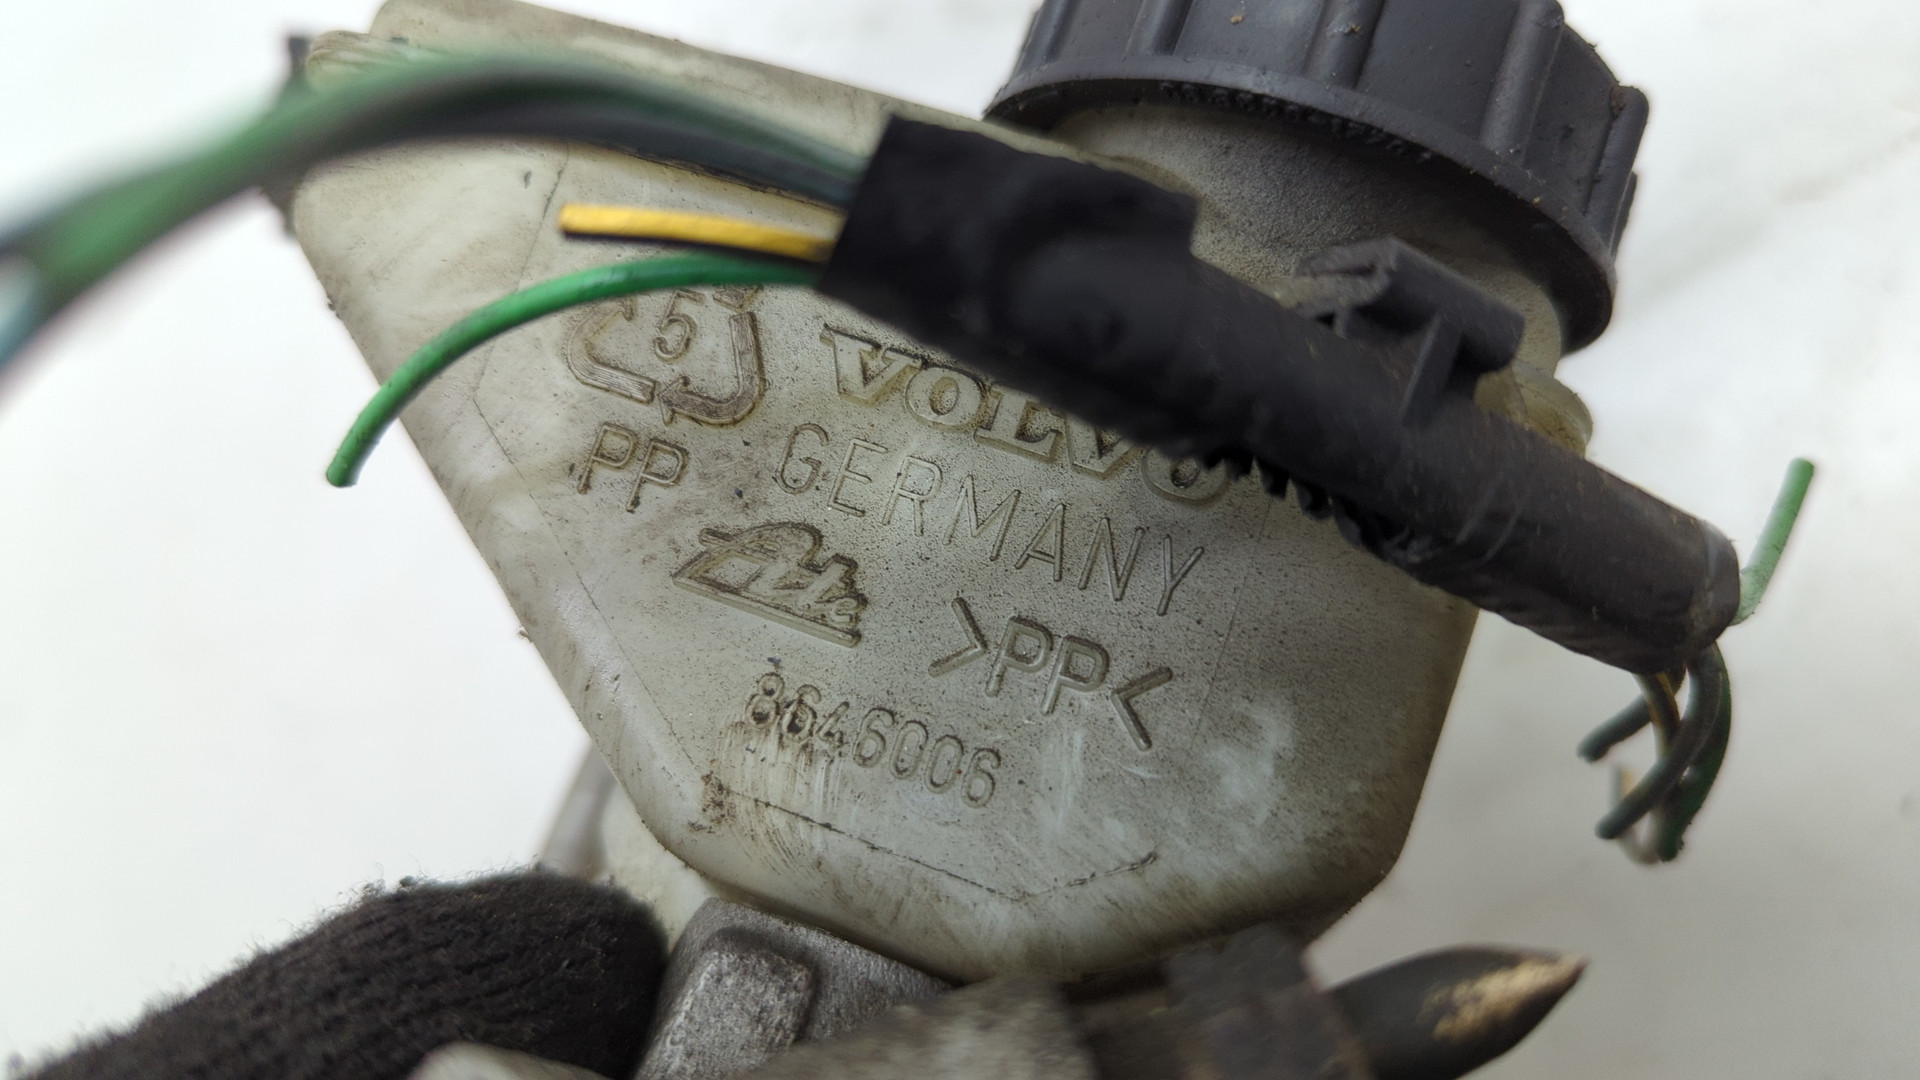 5
VOLVO
PP
GERMANY
Ate
>PP<
8646006